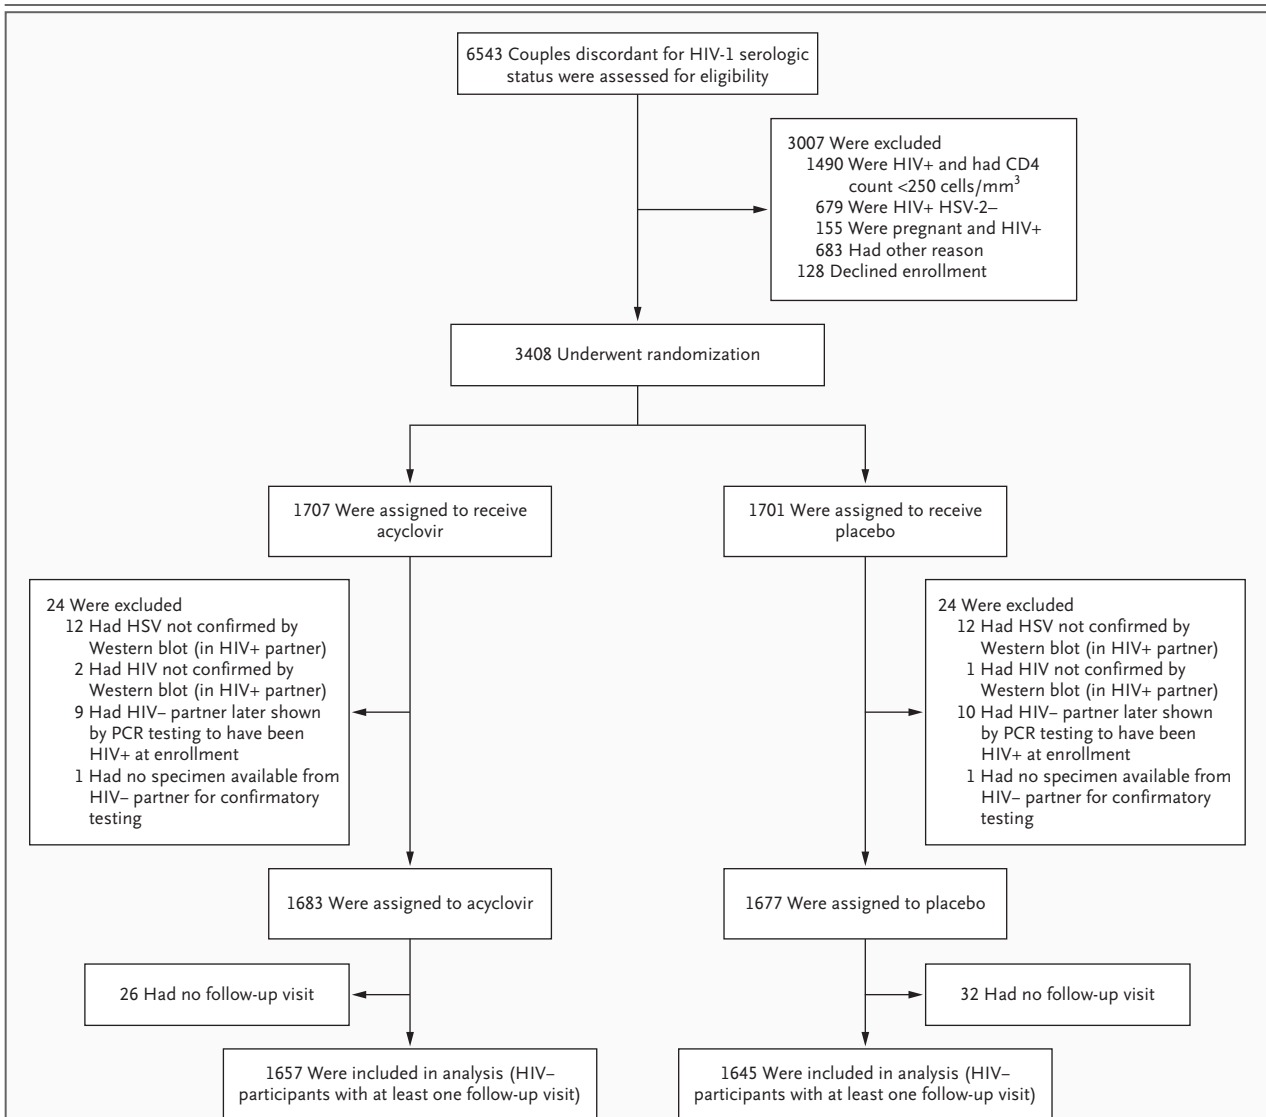 6543 Couples discordant for HIV-1 serologic
status were assessed for eligibility
3007 Were excluded
1490 Were HIV+ and had CD4
count <250 cells/mm³
679 Were HIV+ HSV-2–
155 Were pregnant and HIV+
683 Had other reason
128 Declined enrollment
3408 Underwent randomization
1707 Were assigned to receive
acyclovir
1701 Were assigned to receive
placebo
24 Were excluded
12 Had HSV not confirmed by
Western blot (in HIV+ partner)
2 Had HIV not confirmed by
Western blot (in HIV+ partner)
9 Had HIV– partner later shown
by PCR testing to have been
HIV+ at enrollment
1 Had no specimen available from
HIV– partner for confirmatory
testing
24 Were excluded
12 Had HSV not confirmed by
Western blot (in HIV+ partner)
1 Had HIV not confirmed by
Western blot (in HIV+ partner)
10 Had HIV– partner later shown
by PCR testing to have been
HIV+ at enrollment
1 Had no specimen available from
HIV– partner for confirmatory
testing
1683 Were assigned to acyclovir
1677 Were assigned to placebo
26 Had no follow-up visit
32 Had no follow-up visit
1657 Were included in analysis (HIV–
participants with at least one follow-up visit)
1645 Were included in analysis (HIV–
participants with at least one follow-up visit)